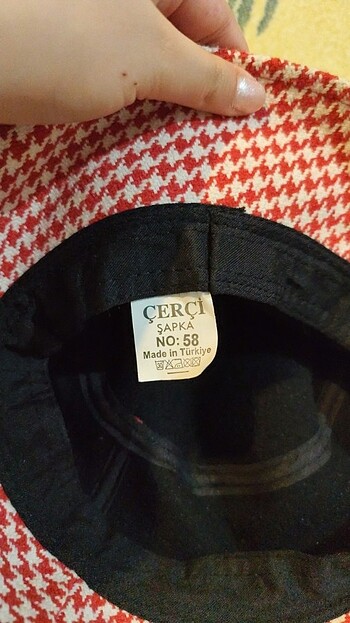 ÇERÇİ
ŞAPKA
NO: 58
Made in Türkiye